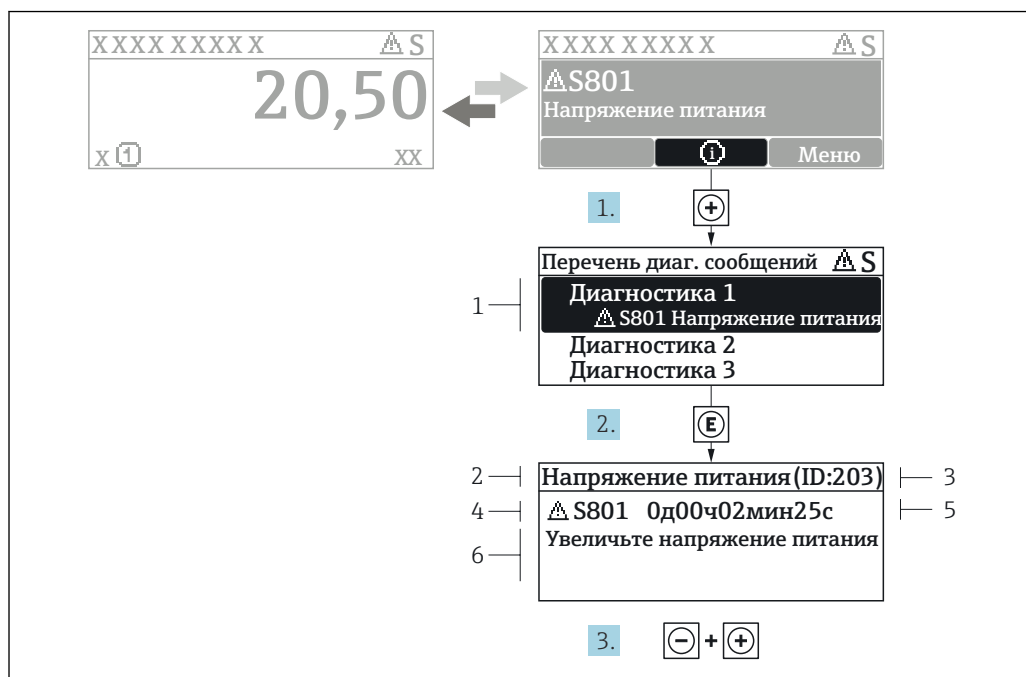 XXXX XXXXX S
20,50
X 1 XX
XXXX XXXXX S
S801
Напряжение питания
i Меню
1. +
Перечень диаг. сообщений S
1
Диагностика 1
S801 Напряжение питания
Диагностика 2
Диагностика 3
2. E
2 Напряжение питания (ID:203) 3
4 S801 0д00ч02мин25с 5
6 Увеличьте напряжение питания
3. - + +